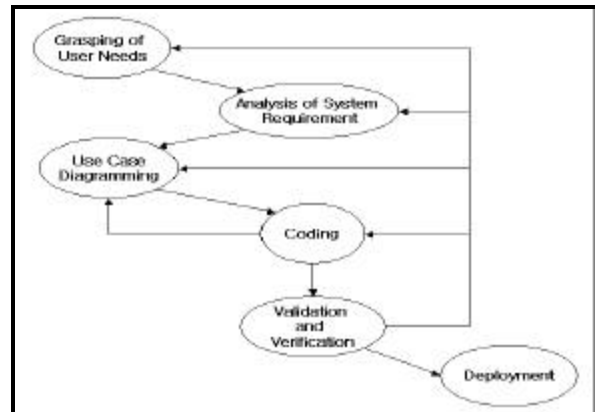 Grasping of
User Needs
Analysis of System
Requirement
Use Case
Diagramming
Coding
Validation
and
Verification
Deployment